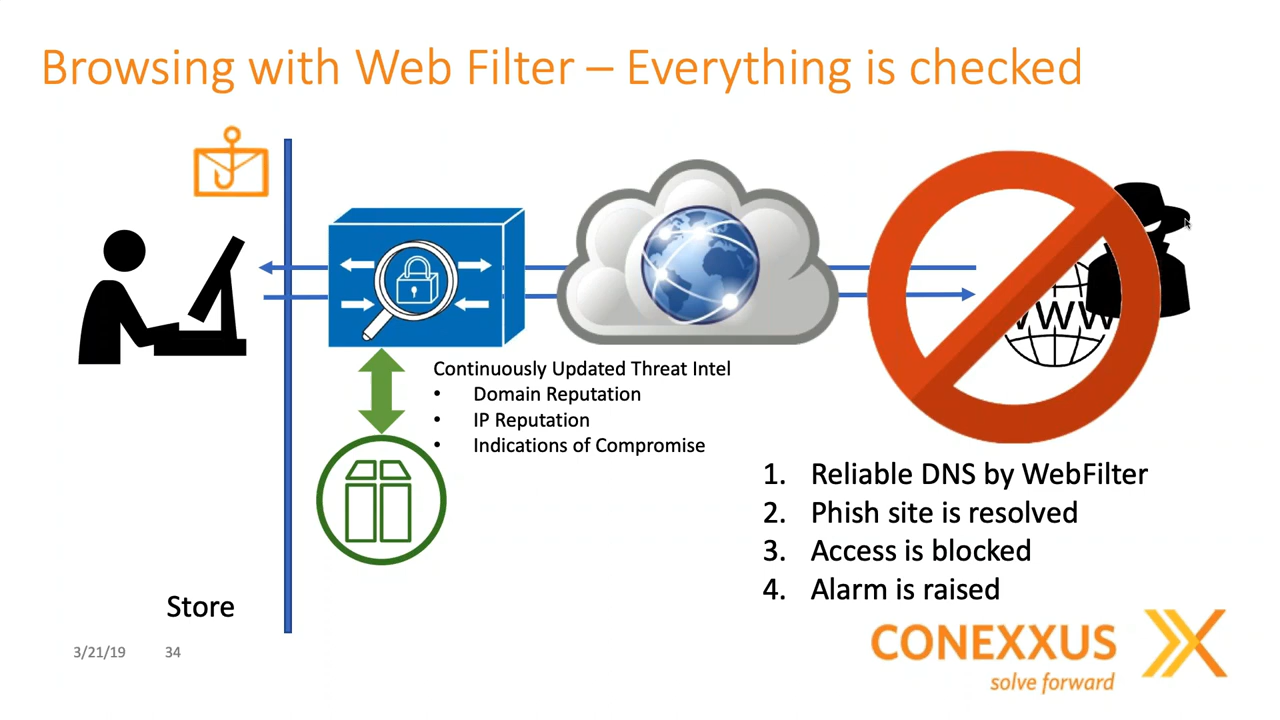 Browsing with Web Filter – Everything is checked
WWW
Continuously Updated Threat Intel
• Domain Reputation
• IP Reputation
• Indications of Compromise
1. Reliable DNS by WebFilter
2. Phish site is resolved
3. Access is blocked
4. Alarm is raised
Store
3/21/19 34
CONEXXUS
solve forward